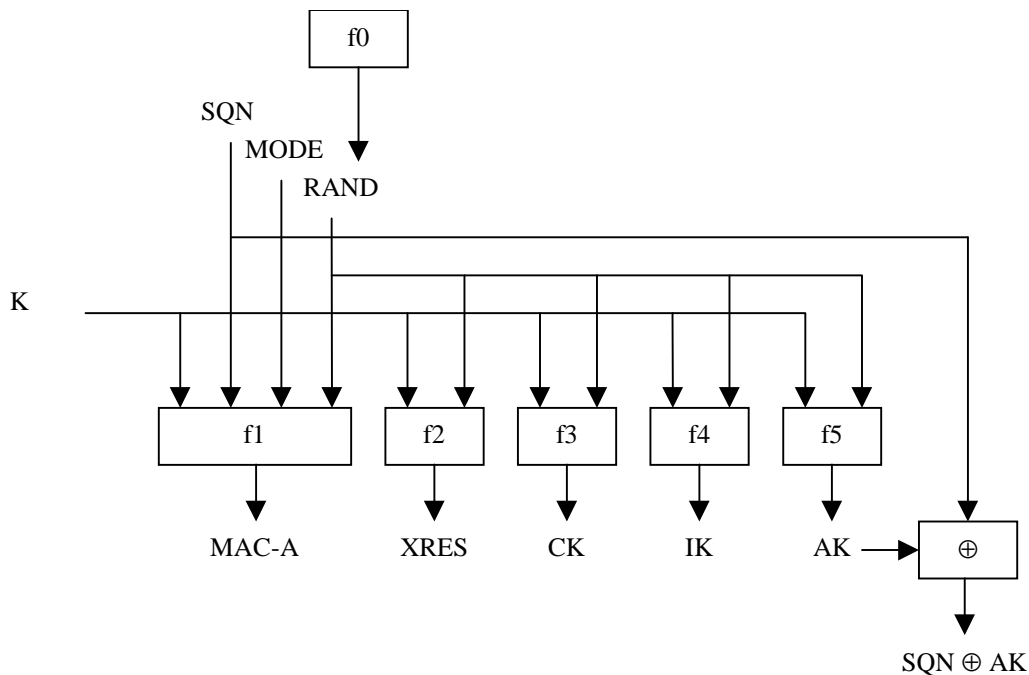 f0
SQN
MODE
RAND
K
f1 f2 f3 f4 f5
MAC-A XRES CK IK AK ⊕
SQN ⊕ AK